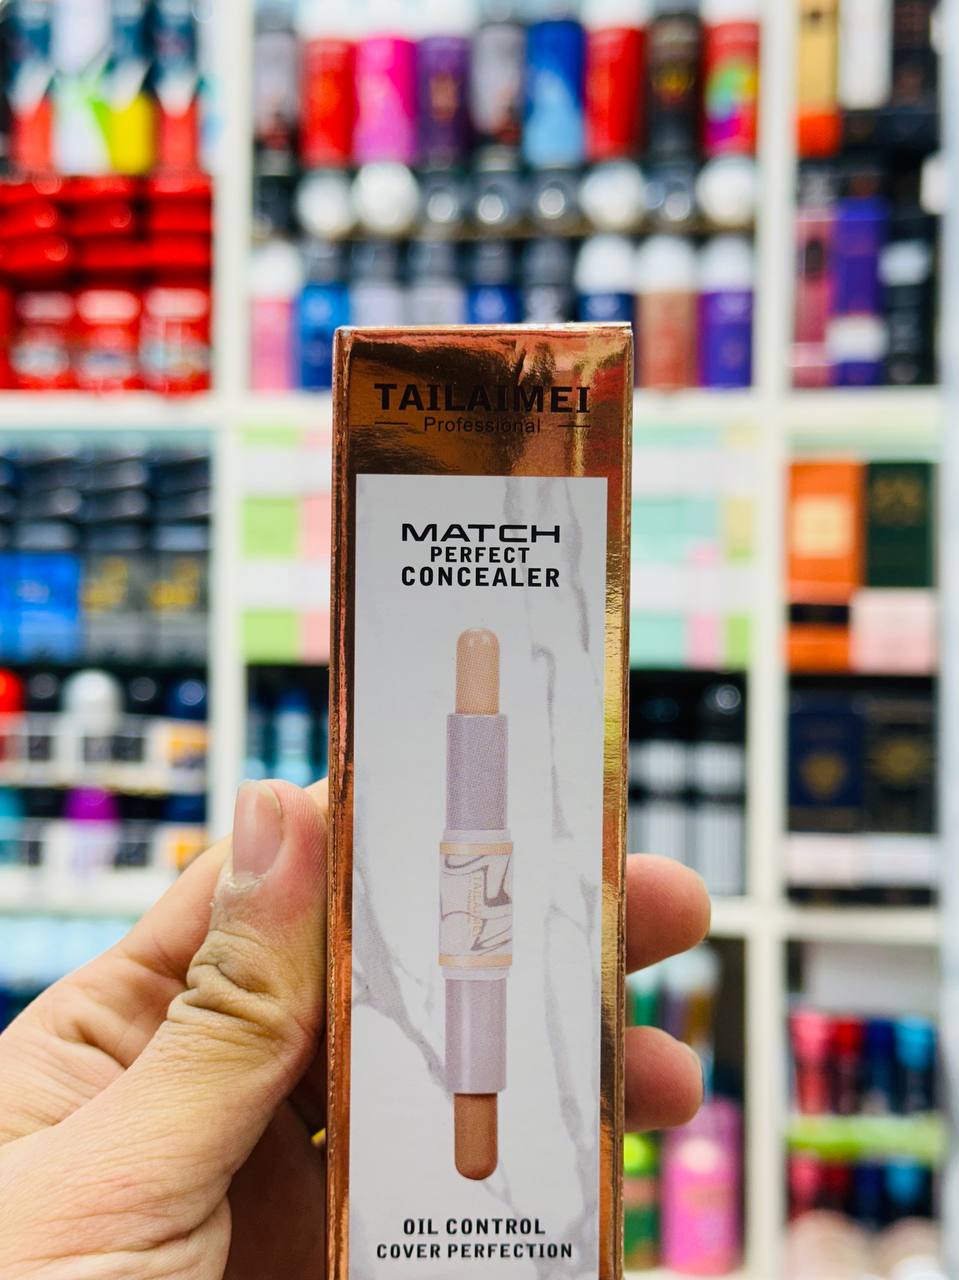 TAILAIMEI
Professional
MATCH
PERFECT
CONCEALER
OIL CONTROL
COVER PERFECTION